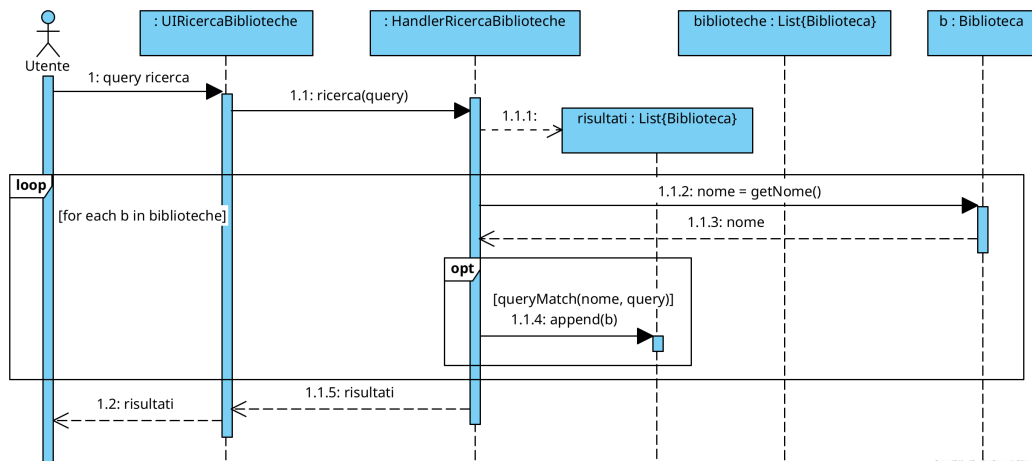 : UIRicercaBiblioteche
: HandlerRicercaBiblioteche
biblioteche : List{Biblioteca}
b : Biblioteca
Utente
1: query ricerca
1.1: ricerca(query)
1.1.1:
risultati : List{Biblioteca}
loop
1.1.2: nome = getNome()
[for each b in biblioteche]
1.1.3: nome
opt
[queryMatch(nome, query)]
1.1.4: append(b)
1.1.5: risultati
1.2: risultati